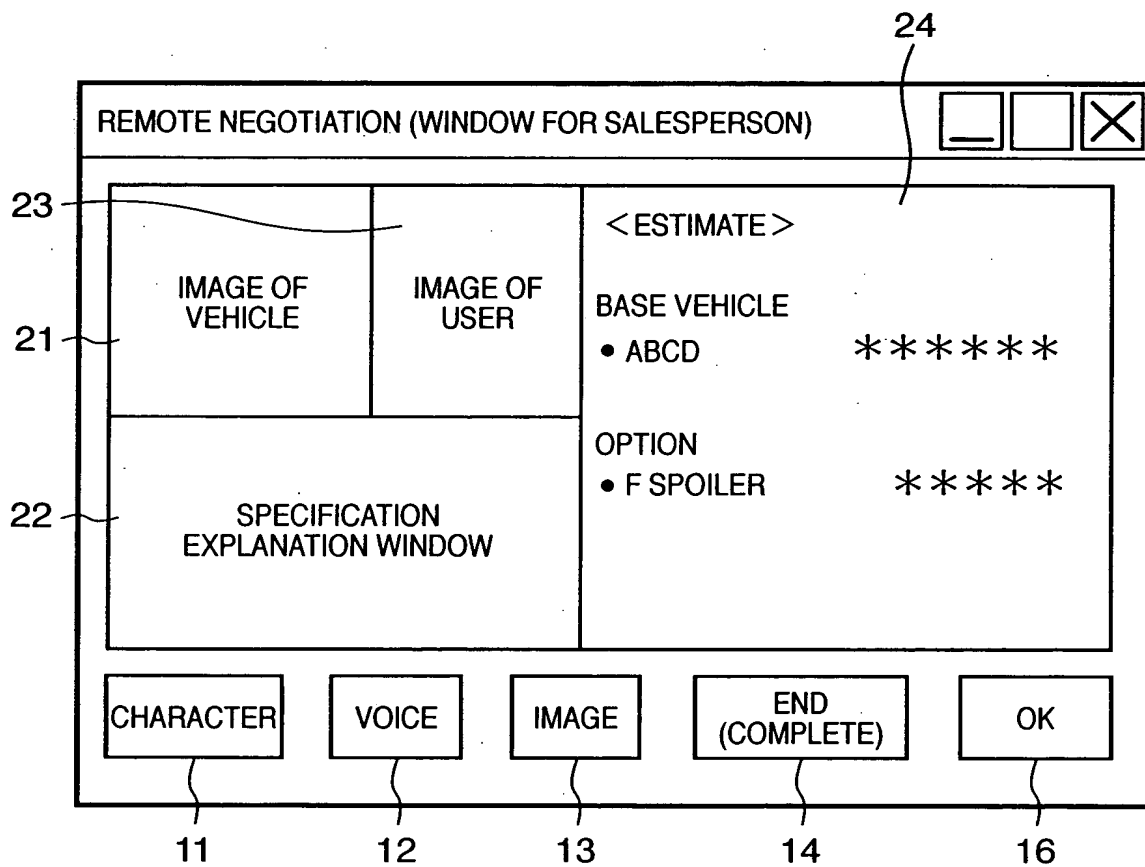 24
REMOTE NEGOTIATION (WINDOW FOR SALESPERSON)
23
IMAGE OF
VEHICLE
IMAGE OF
USER
21
<ESTIMATE>
BASE VEHICLE
• ABCD ******
OPTION
• F SPOILER *****
22
SPECIFICATION
EXPLANATION WINDOW
CHARACTER
VOICE
IMAGE
END
(COMPLETE)
OK
11 12 13 14 16